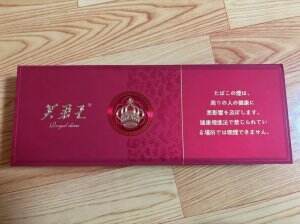 芙蓉王
たばこの煙は、
周りの人の健康に
悪影響を及ぼします。
健康増進法で禁じられてい
る場所では喫煙できません。